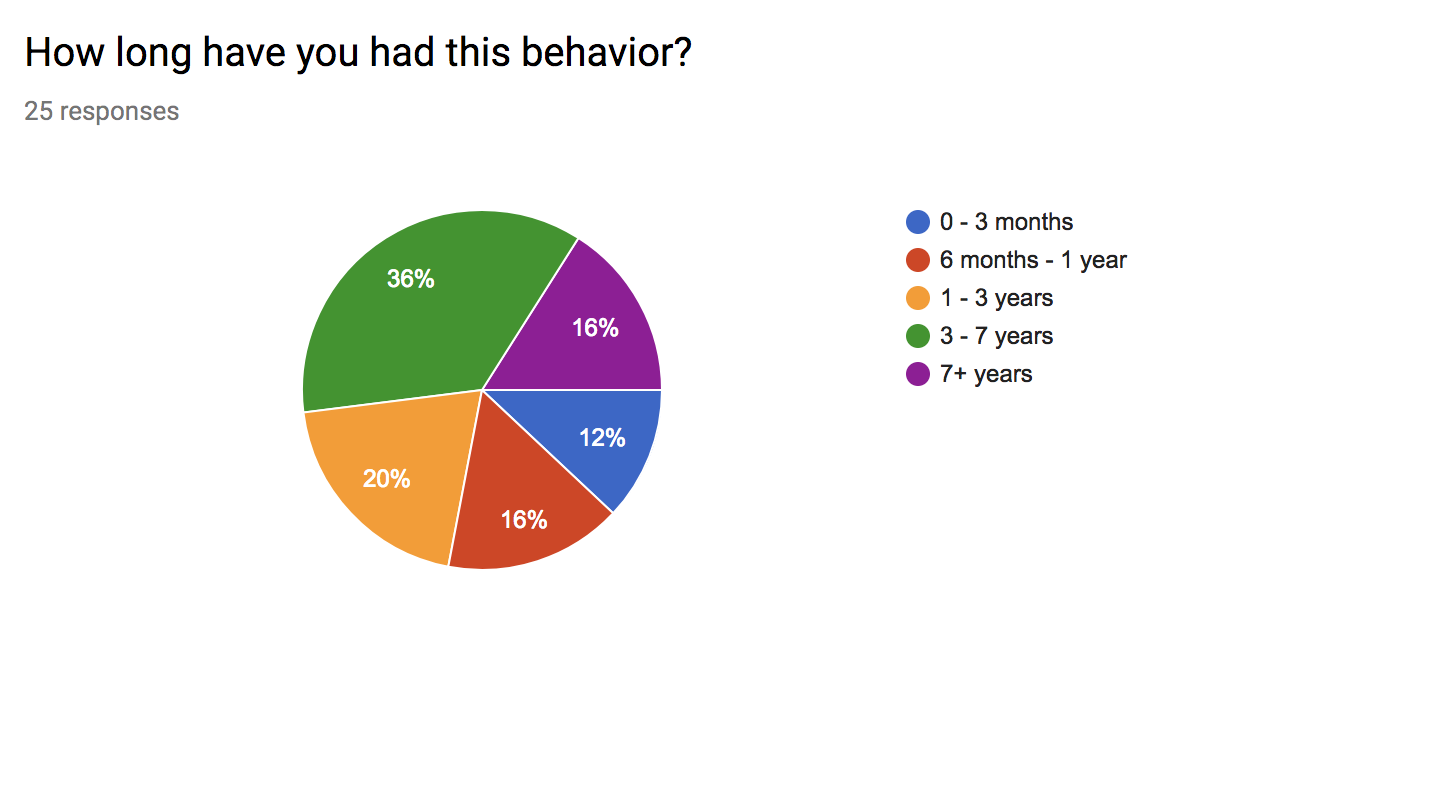 How long have you had this behavior?
25 responses
36%
16%
12%
20%
16%
0 - 3 months
6 months - 1 year
1 - 3 years
3 - 7 years
7+ years